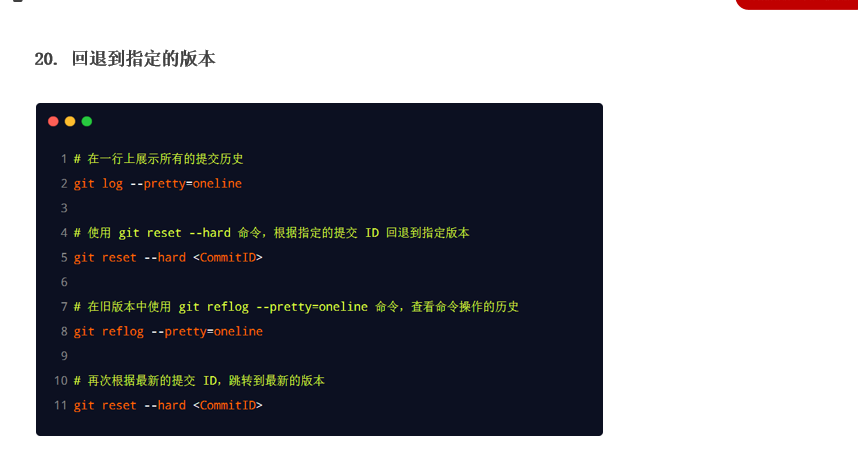 20. 回退到指定的版本
1 # 在一行上展示所有的提交历史
2 git log --pretty=oneline
3
4 # 使用 git reset --hard 命令，根据指定的提交 ID 回退到指定版本
5 git reset --hard <CommitID>
6
7 # 在旧版本中使用 git reflog --pretty=oneline 命令，查看命令操作的历史
8 git reflog --pretty=oneline
9
10 # 再次根据最新的提交 ID，跳转到最新的版本
11 git reset --hard <CommitID>